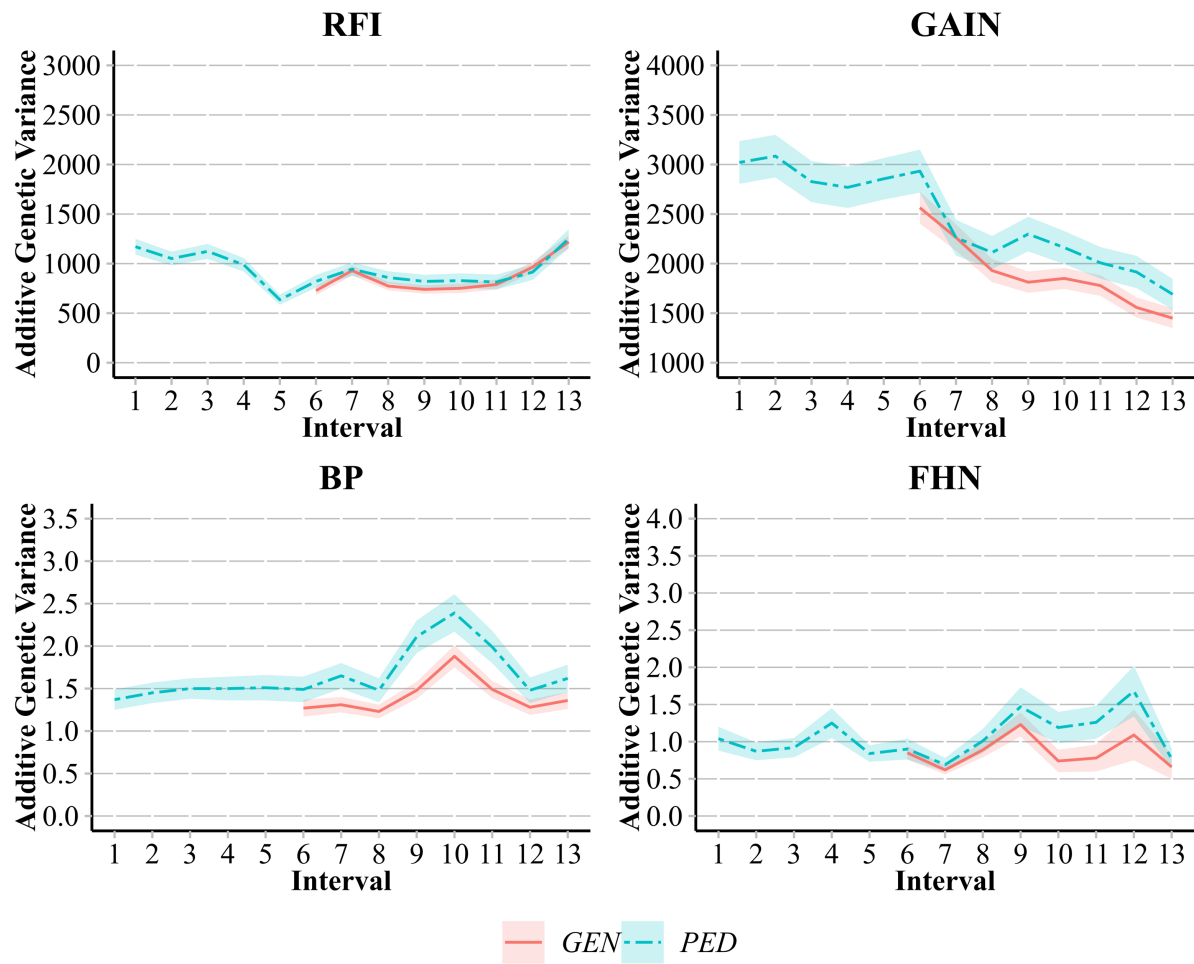 RFI
Additive Genetic Variance
3000
2500
2000
1500
1000
500
0
1 2 3 4 5 6 7 8 9 10 11 12 13
Interval
GAIN
Additive Genetic Variance
4000
3500
3000
2500
2000
1500
1000
1 2 3 4 5 6 7 8 9 10 11 12 13
Interval
BP
Additive Genetic Variance
3.5
3.0
2.5
2.0
1.5
1.0
0.5
0.0
1 2 3 4 5 6 7 8 9 10 11 12 13
Interval
FHN
Additive Genetic Variance
4.0
3.5
3.0
2.5
2.0
1.5
1.0
0.5
0.0
1 2 3 4 5 6 7 8 9 10 11 12 13
Interval
GEN PED